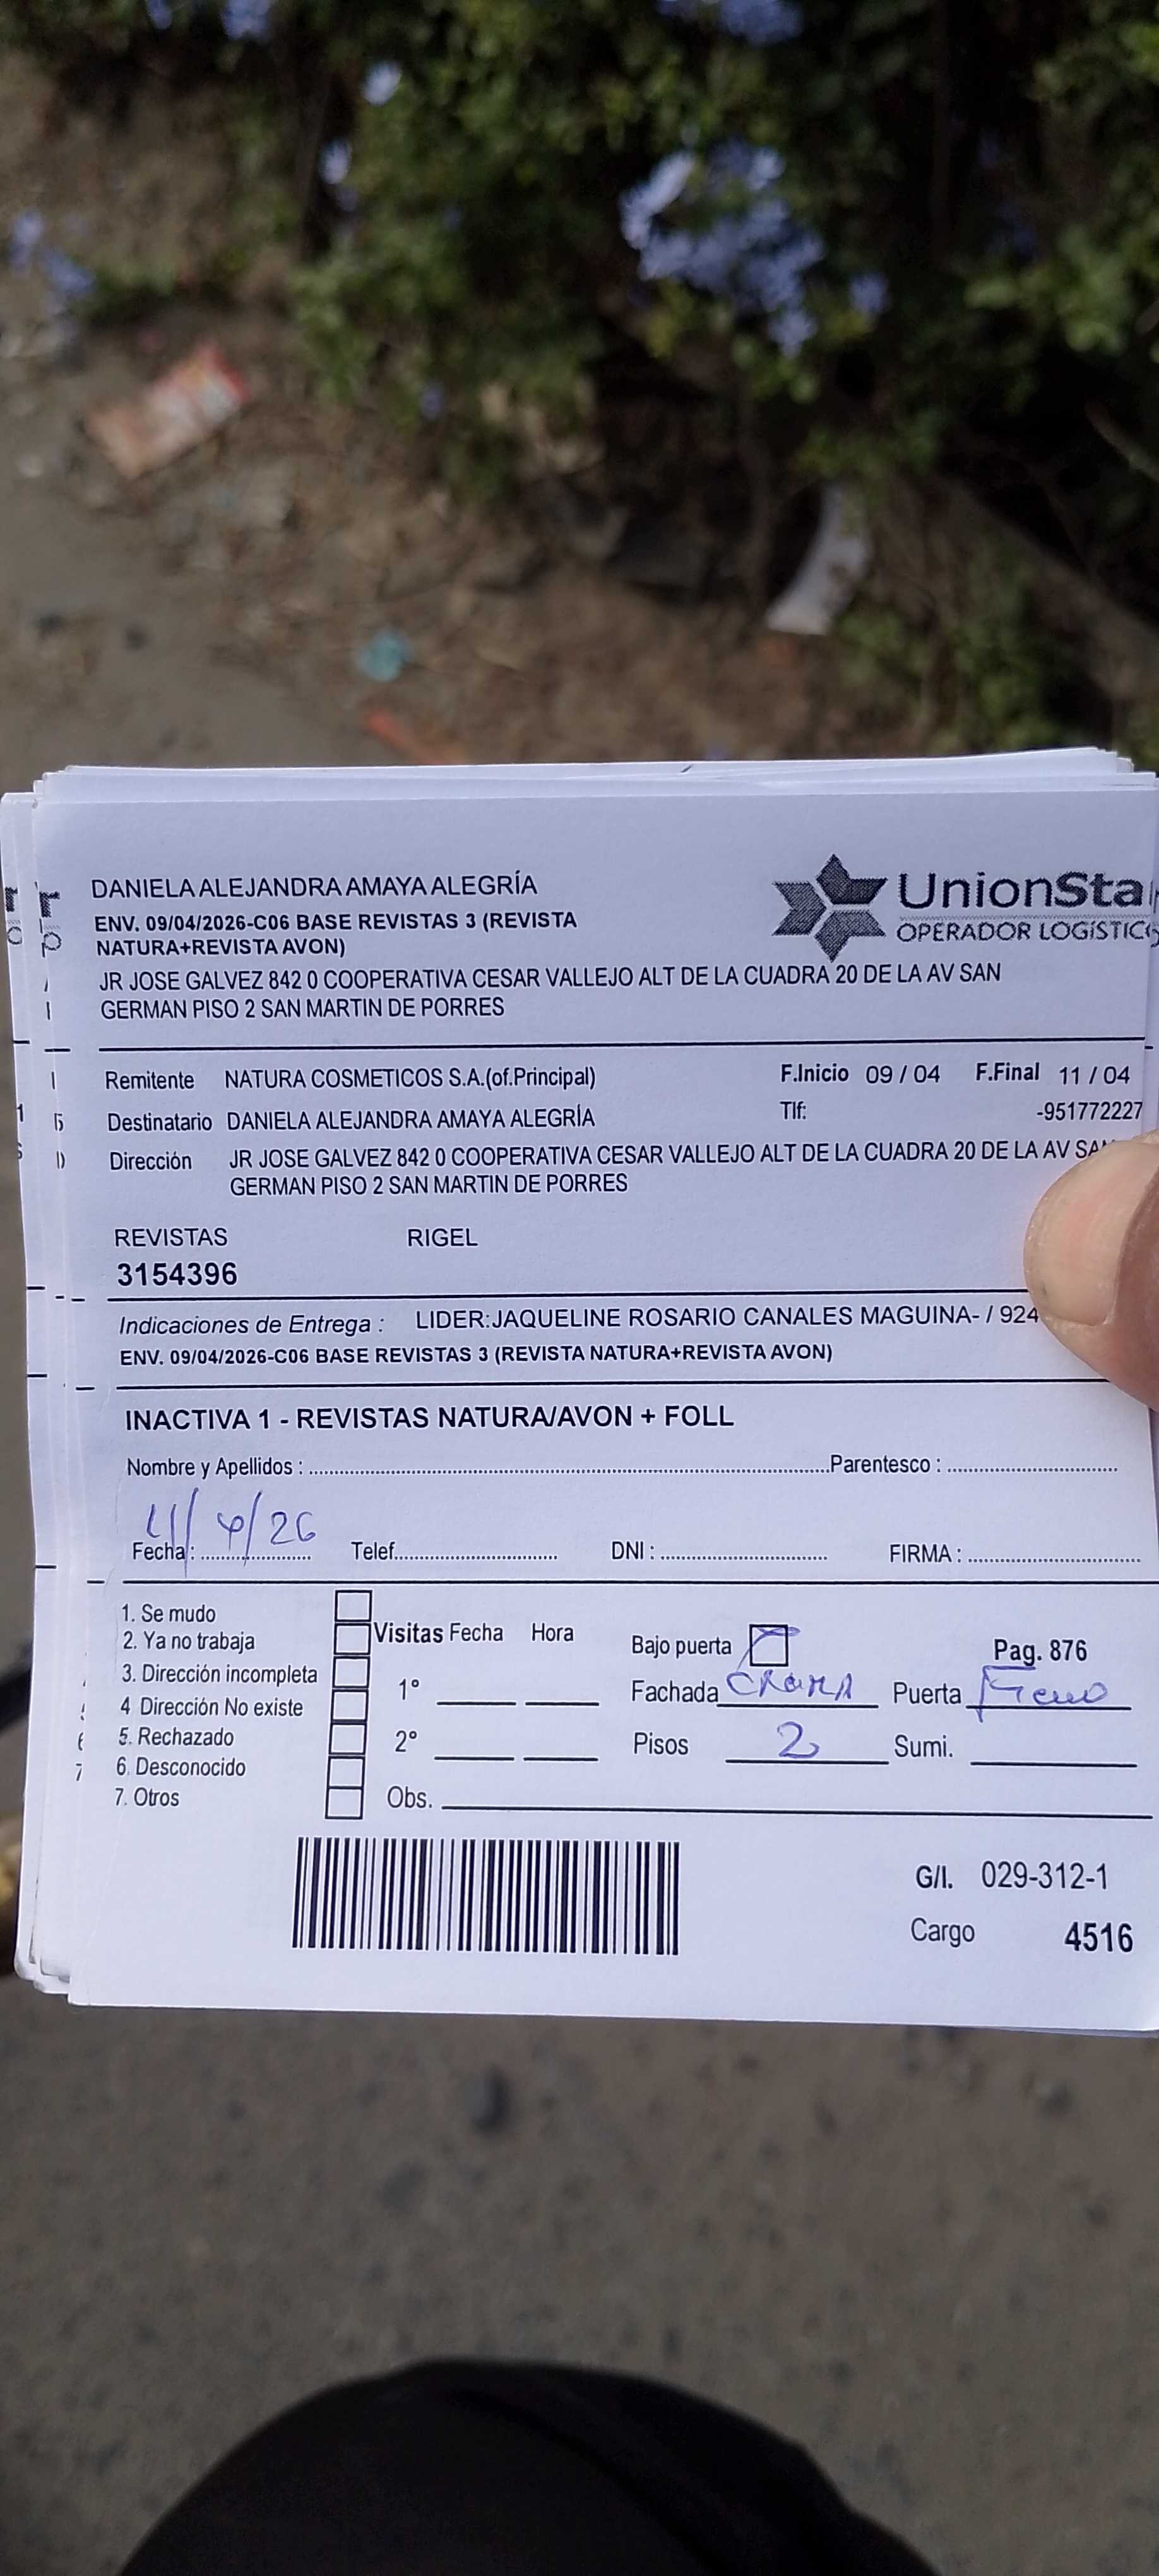 DANIELA ALEJANDRA AMAYA ALEGRÍA
UnionSta
OPERADOR LOGÍSTICO
ENV. 09/04/2026-C06 BASE REVISTAS 3 (REVISTA
NATURA+REVISTA AVON)
JR JOSE GALVEZ 842 0 COOPERATIVA CESAR VALLEJO ALT DE LA CUADRA 20 DE LA AV SAN
GERMAN PISO 2 SAN MARTIN DE PORRES
Remitente NATURA COSMETICOS S.A.(of.Principal) F.Inicio 09 / 04 F.Final 11 / 04
Destinatario DANIELA ALEJANDRA AMAYA ALEGRÍA Tlf: -951772227
Dirección JR JOSE GALVEZ 842 0 COOPERATIVA CESAR VALLEJO ALT DE LA CUADRA 20 DE LA AV SAN
GERMAN PISO 2 SAN MARTIN DE PORRES
REVISTAS RIGEL
3154396
Indicaciones de Entrega : LIDER:JAQUELINE ROSARIO CANALES MAGUINA- / 924
ENV. 09/04/2026-C06 BASE REVISTAS 3 (REVISTA NATURA+REVISTA AVON)
INACTIVA 1 - REVISTAS NATURA/AVON + FOLL
Nombre y Apellidos : Parentesco :
Fecha : 11/4/26 Telef. DNI : FIRMA :
1. Se mudo
2. Ya no trabaja
3. Dirección incompleta
4 Dirección No existe
5. Rechazado
6. Desconocido
7. Otros
Visitas Fecha Hora
1°
2°
Obs.
Bajo puerta Pag. 876
Fachada CREMA Puerta Fierro
Pisos 2 Sumi.
G/I. 029-312-1
Cargo 4516